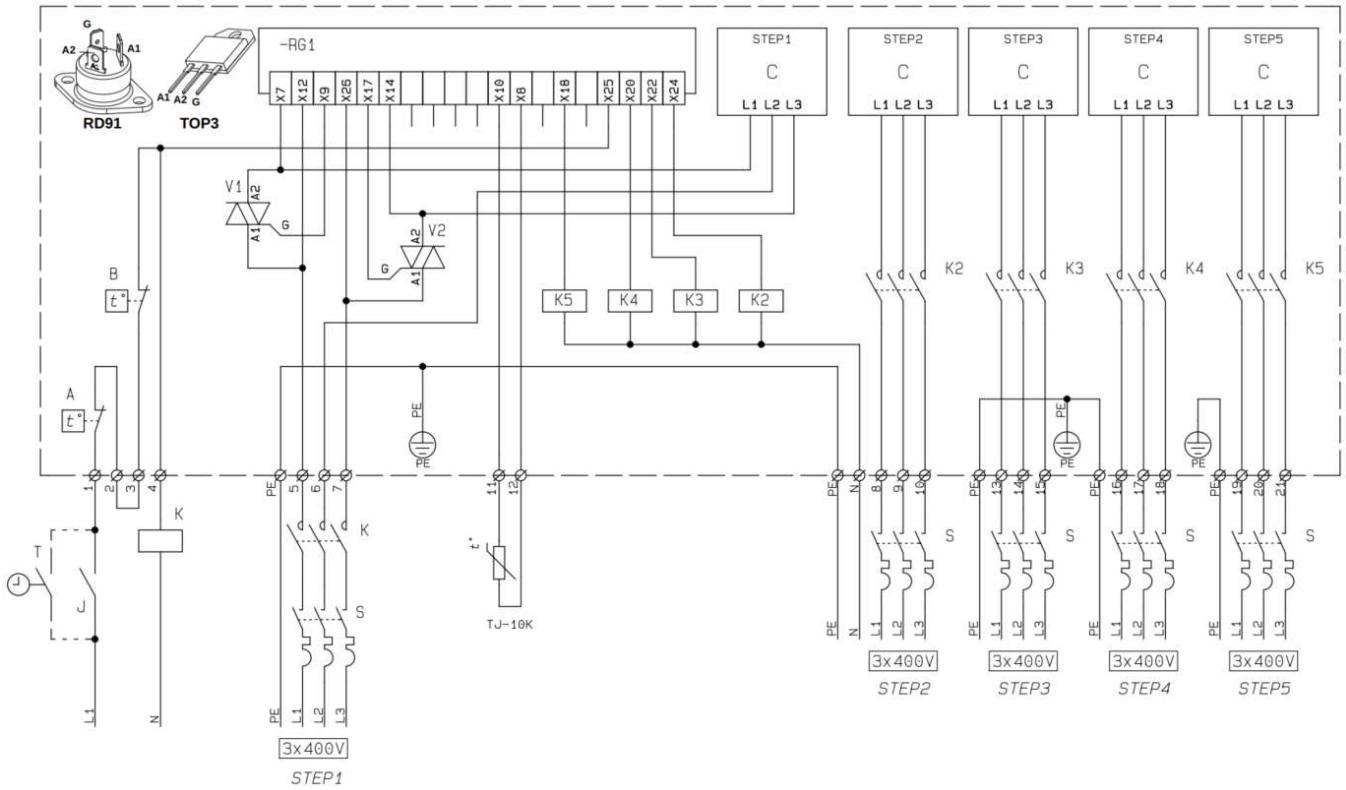 G
A2
A1
A1 A2 G
RD91
TOP3
-RG1
X7 X12 X9 X26 X17 X14 X10 X8 X18 X25 X20 X22 X24
STEP1
C
L1 L2 L3
STEP2
C
L1 L2 L3
STEP3
C
L1 L2 L3
STEP4
C
L1 L2 L3
STEP5
C
L1 L2 L3
V1
A2
A1
G
A2
V2
A1
G
B
t°
K5
K4
K3
K2
K2
K3
K4
K5
A
t°
PE
PE
PE
PE
PE
1 2 3 4 PE 5 6 7 11 12 PE N 8 9 10 PE 13 14 15 PE 16 17 18 PE 19 20 21
K
T
J
K
S
t°
TJ-10K
S
S
S
S
L1
N
PE L1 L2 L3
3x400V
STEP1
PE N L1 L2 L3
3x400V
STEP2
PE L1 L2 L3
3x400V
STEP3
PE L1 L2 L3
3x400V
STEP4
PE L1 L2 L3
3x400V
STEP5